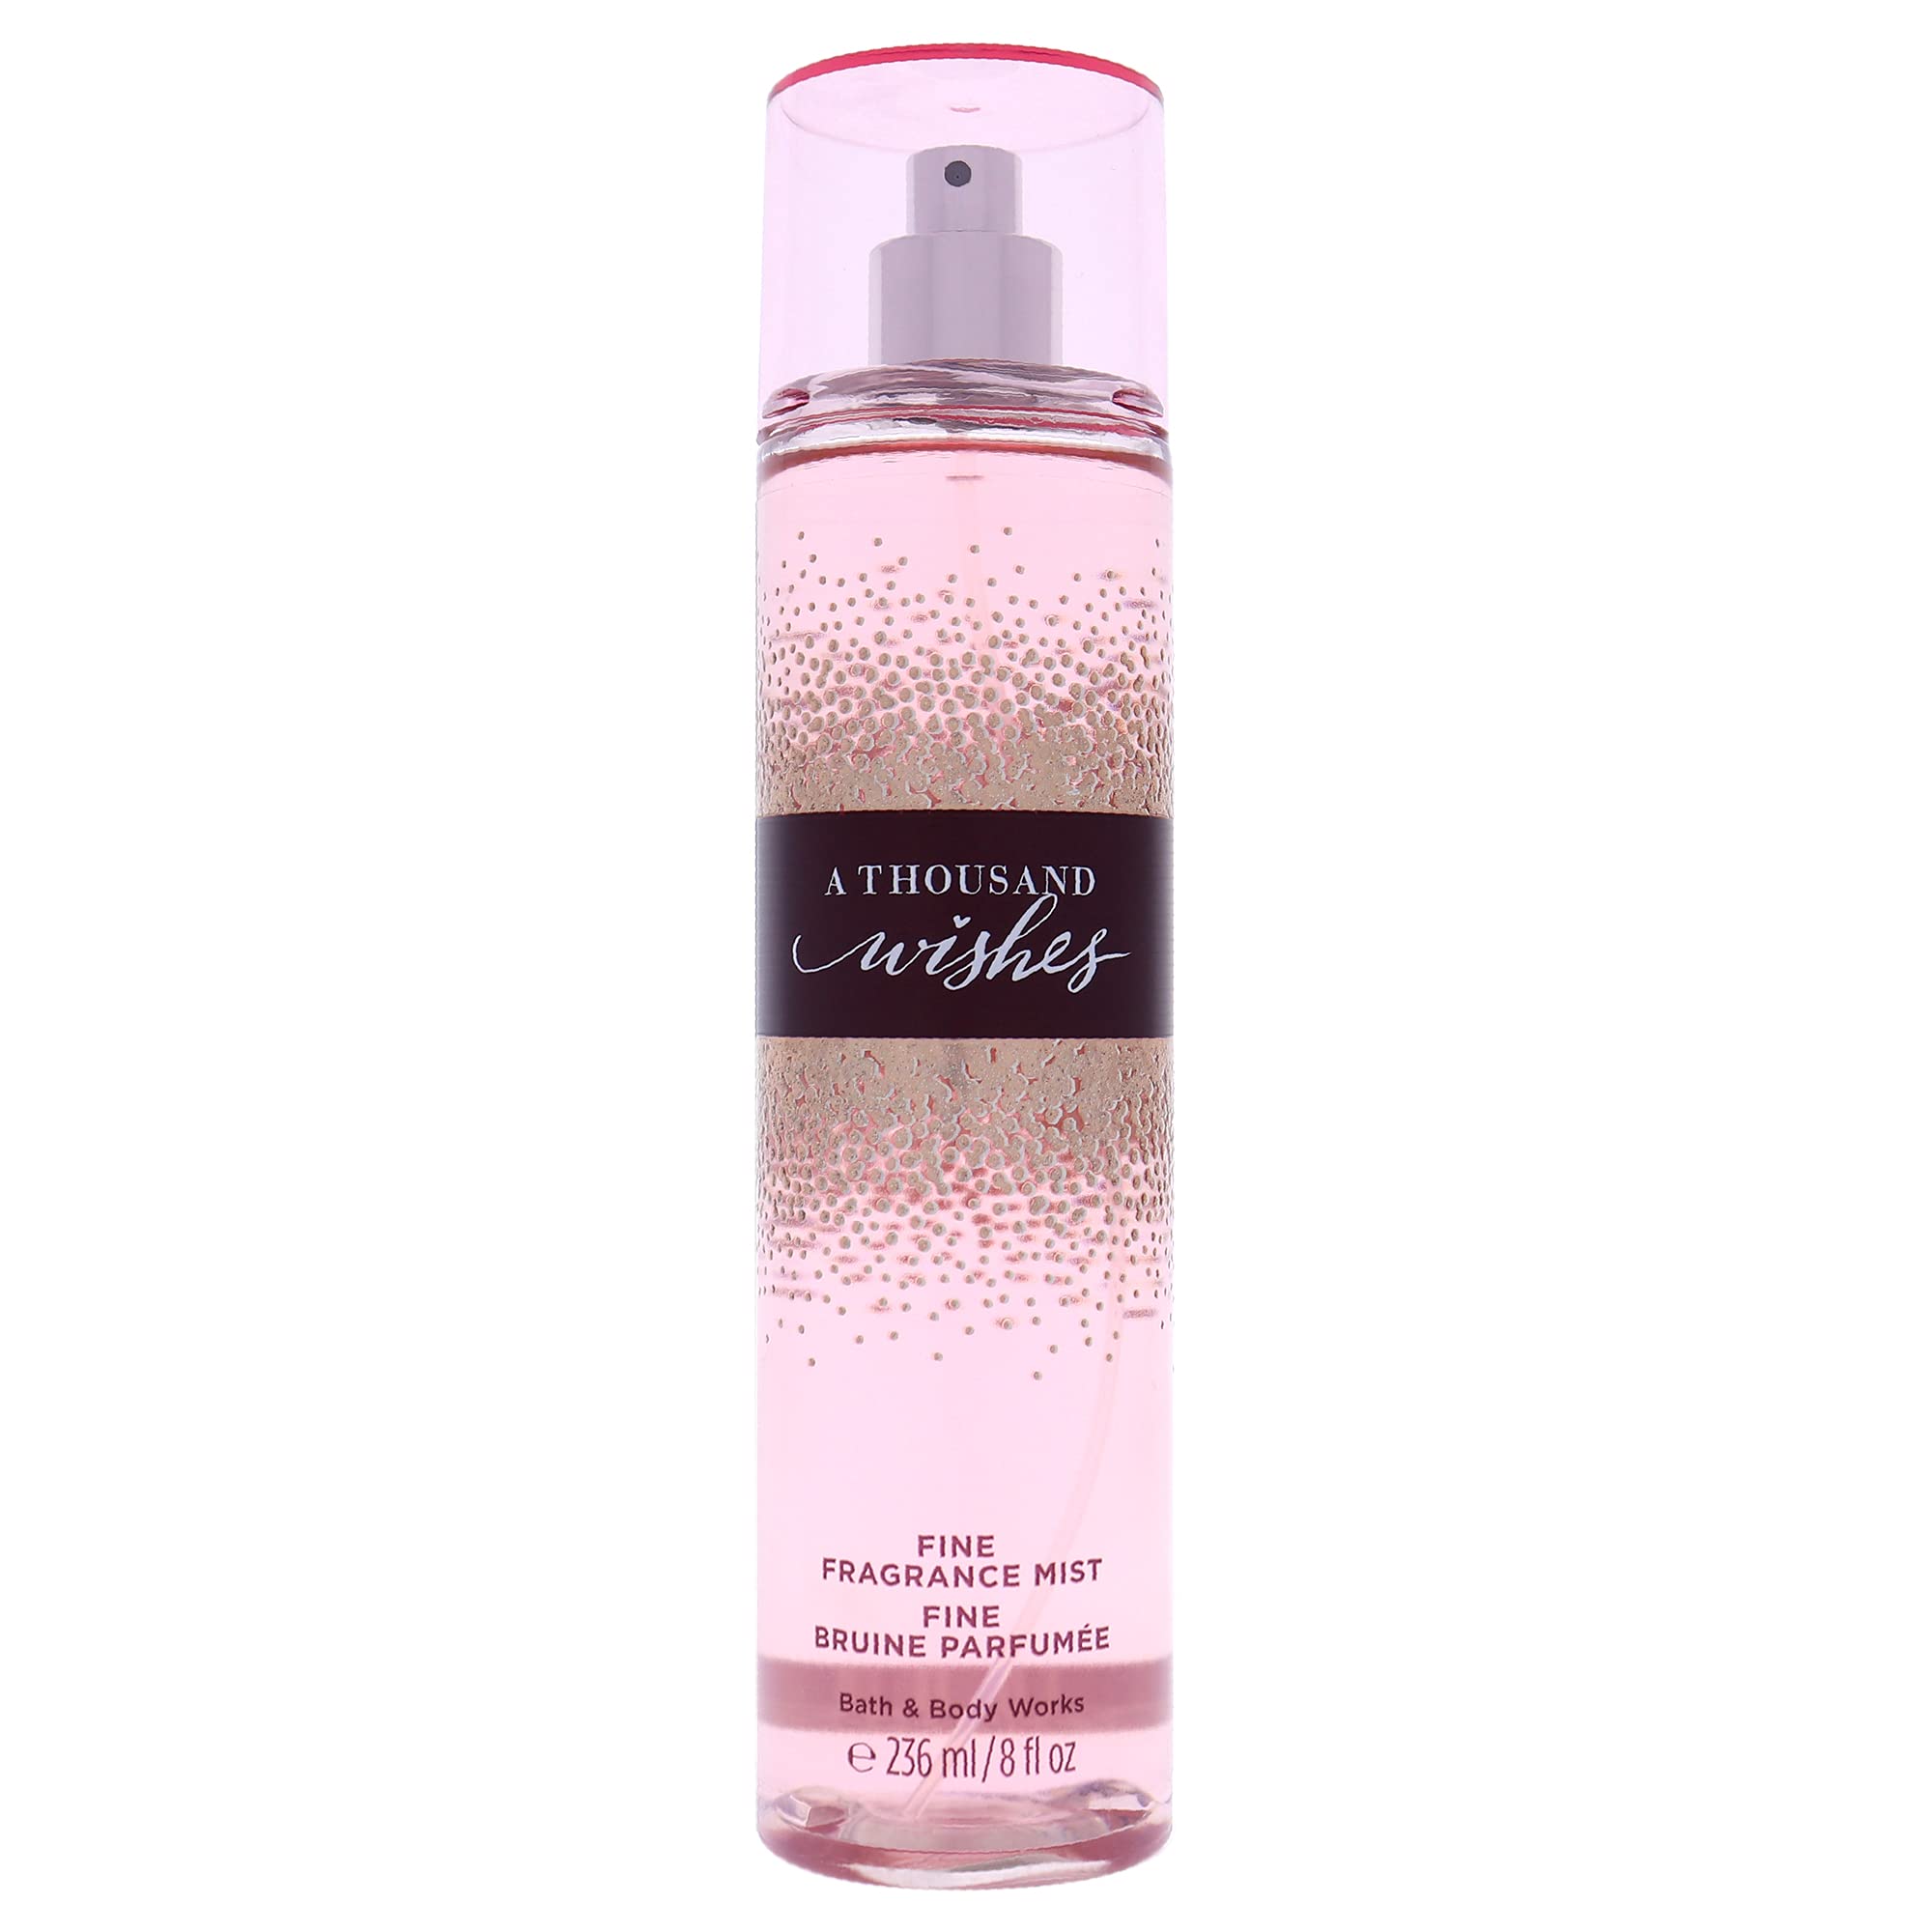 A THOUSAND
wishes
FINE
FRAGRANCE MIST
FINE
BRUINE PARFUMÉE
Bath & Body Works
℮ 236 ml/8 fl oz